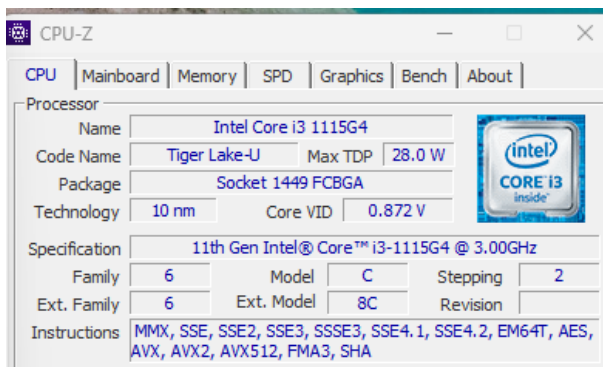 CPU-Z
CPU Mainboard Memory SPD Graphics Bench About
Processor
Name Intel Core i3 1115G4
Code Name Tiger Lake-U Max TDP 28.0 W
Package Socket 1449 FCBGA
Technology 10 nm Core VID 0.872 V
intel
CORE i3
inside™
Specification 11th Gen Intel® Core™ i3-1115G4 @ 3.00GHz
Family 6 Model C Stepping 2
Ext. Family 6 Ext. Model 8C Revision
Instructions MMX, SSE, SSE2, SSE3, SSSE3, SSE4.1, SSE4.2, EM64T, AES,
AVX, AVX2, AVX512, FMA3, SHA